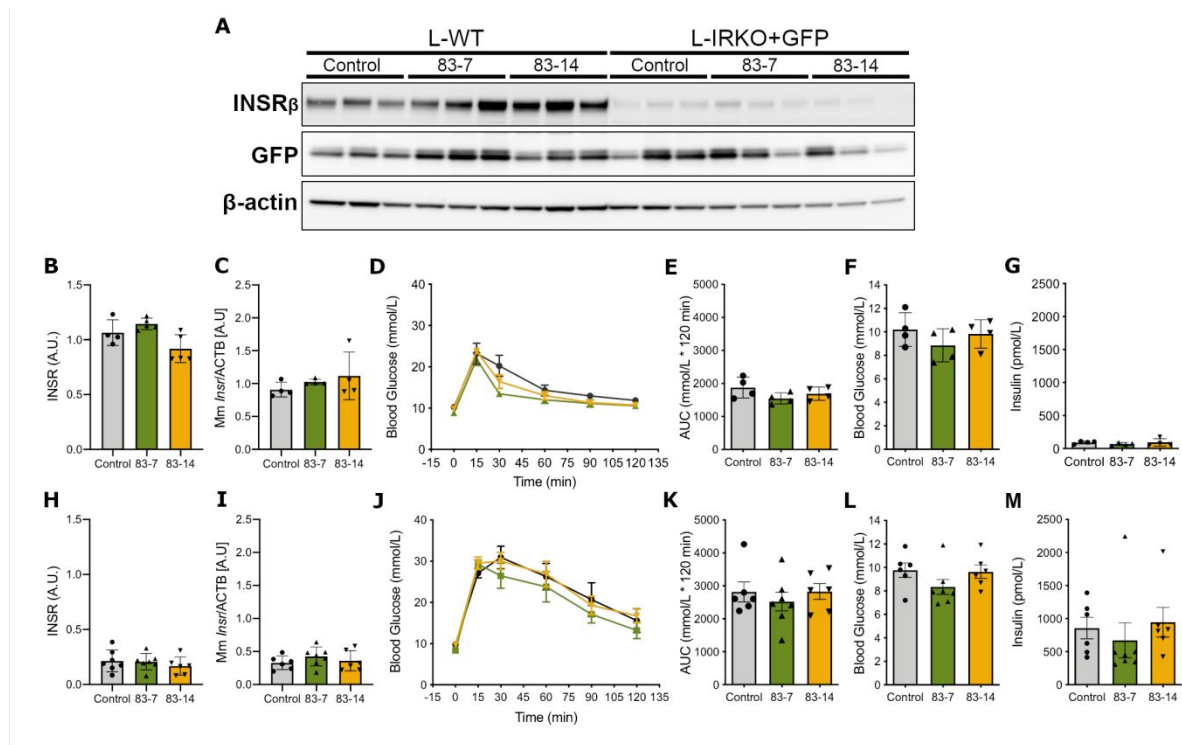 A
L-WT L-IRKO+GFP
Control 83-7 83-14 Control 83-7 83-14
INSRβ
GFP
β-actin
B C D E F G
INSR (A.U.)
1.5
1.0
0.5
0.0
Control 83-7 83-14
Mm Insr/ACTB [A.U]
2.5
2.0
1.5
1.0
0.5
0.0
Control 83-7 83-14
Blood Glucose (mmol/L)
40
30
20
10
-15 0 15 30 45 60 75 90 105 120 135
Time (min)
AUC (mmol/L * 120 min)
5000
4000
3000
2000
1000
0
Control 83-7 83-14
Blood Glucose (mmol/L)
14
12
10
8
6
4
2
0
Control 83-7 83-14
Insulin (pmol/L)
2500
2000
1500
1000
500
0
Control 83-7 83-14
H I J K L M
INSR (A.U.)
1.5
1.0
0.5
0.0
Control 83-7 83-14
Mm Insr/ACTB [A.U]
2.5
2.0
1.5
1.0
0.5
0.0
Control 83-7 83-14
Blood Glucose (mmol/L)
40
30
20
10
-15 0 15 30 45 60 75 90 105 120 135
Time (min)
AUC (mmol/L * 120 min)
5000
4000
3000
2000
1000
0
Control 83-7 83-14
Blood Glucose (mmol/L)
14
12
10
8
6
4
2
0
Control 83-7 83-14
Insulin (pmol/L)
2500
2000
1500
1000
500
0
Control 83-7 83-14